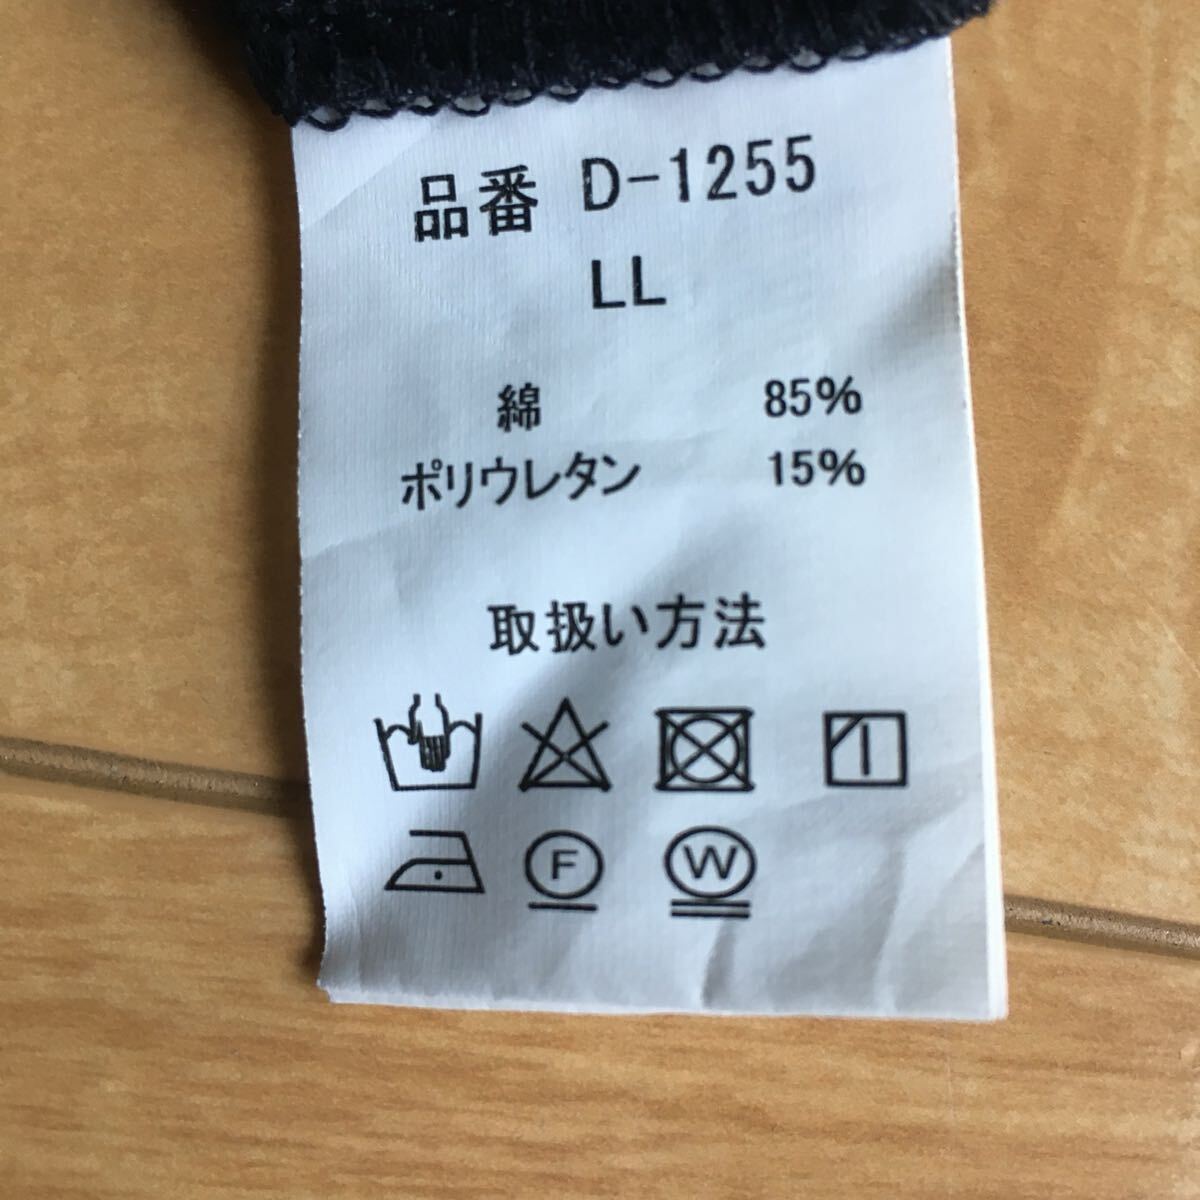 品番 D-1255
LL
綿 85%
ポリウレタン 15%
取扱い方法
F W